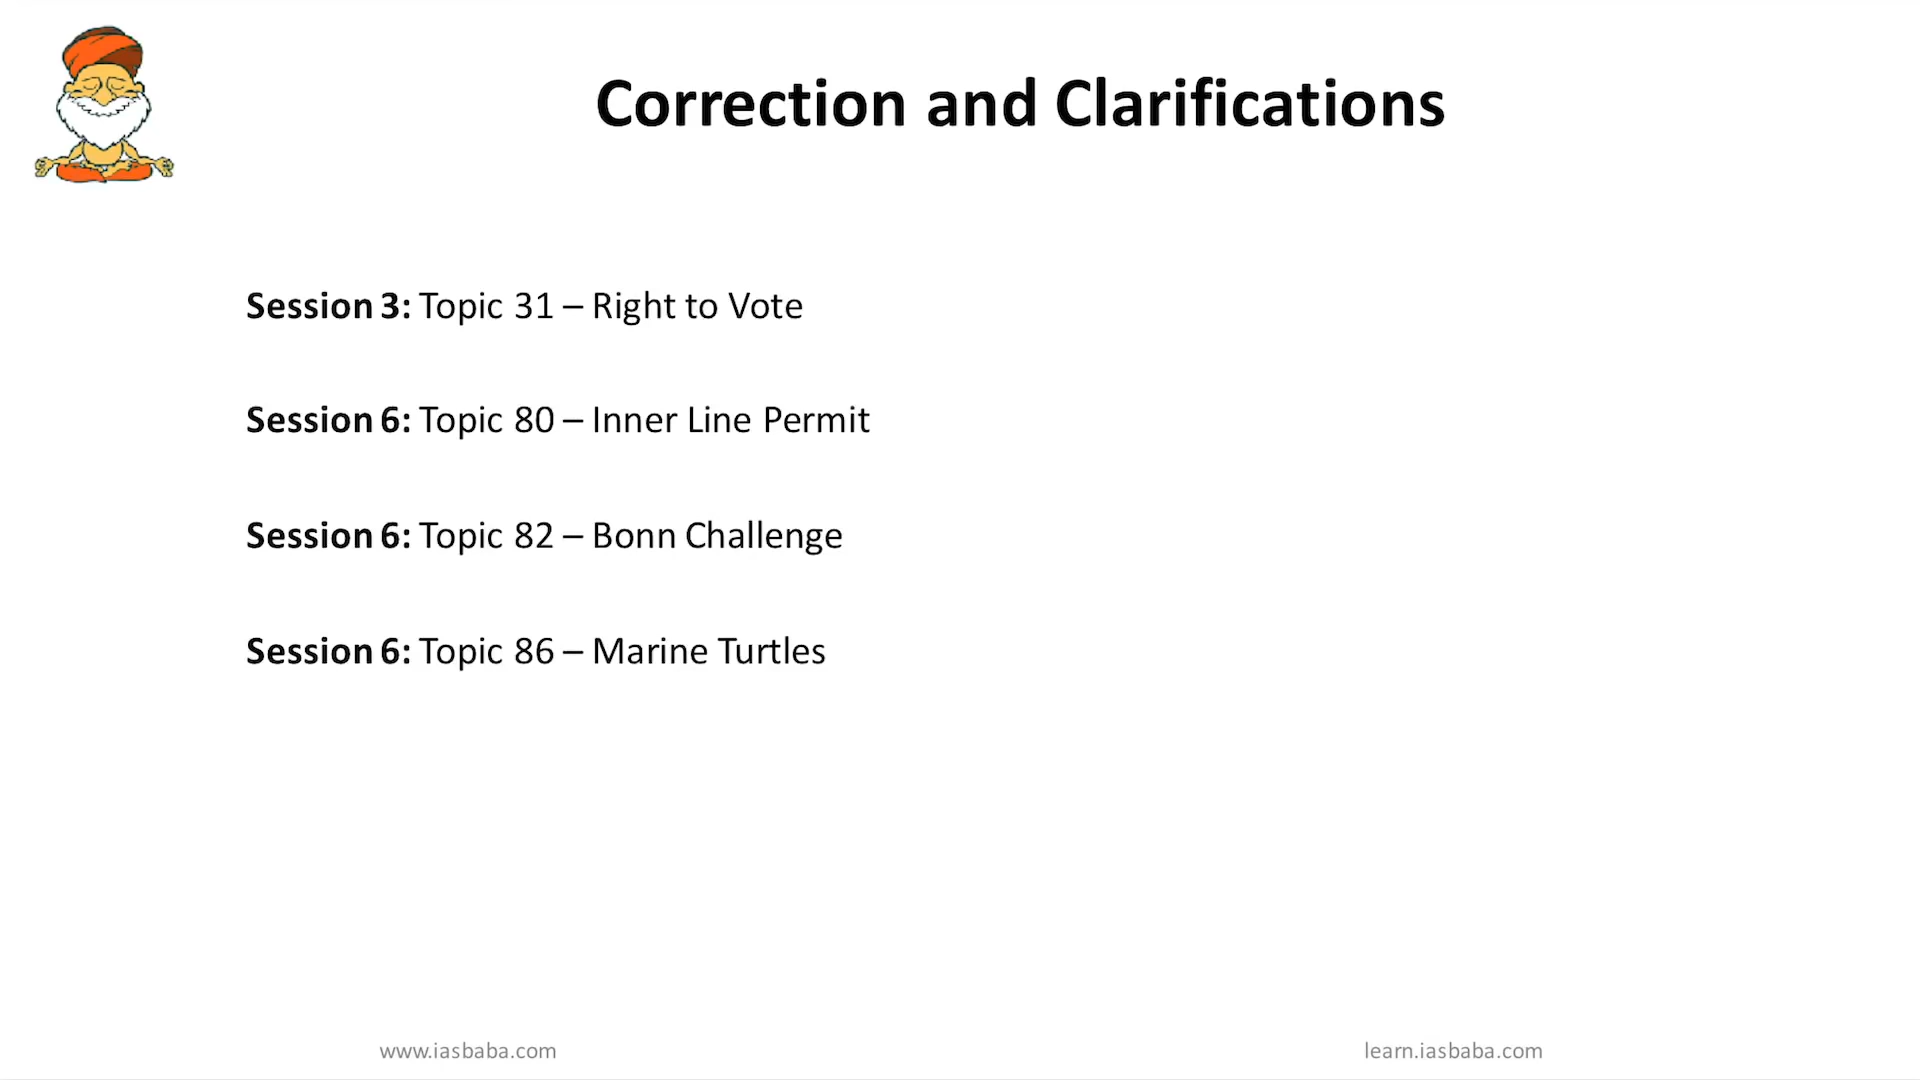 Correction and Clarifications
Session 3: Topic 31 – Right to Vote
Session 6: Topic 80 – Inner Line Permit
Session 6: Topic 82 – Bonn Challenge
Session 6: Topic 86 – Marine Turtles
www.iasbaba.com
learn.iasbaba.com